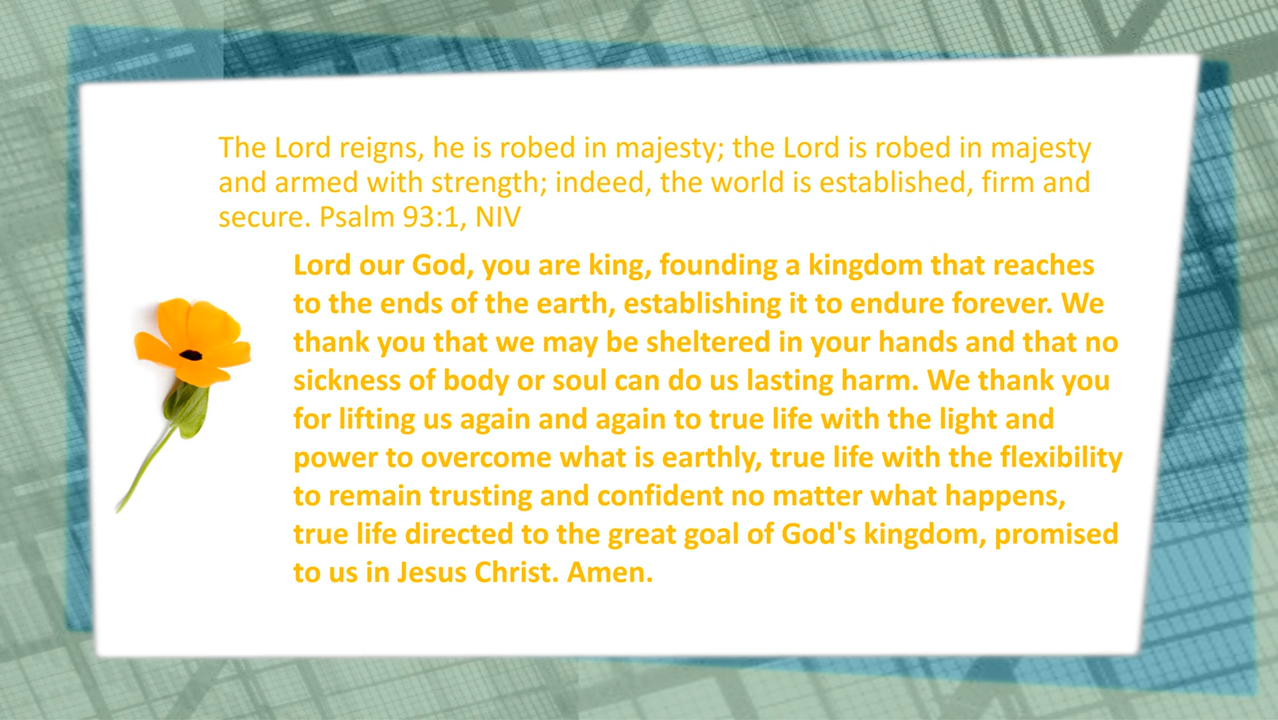 The Lord reigns, he is robed in majesty; the Lord is robed in majesty
and armed with strength; indeed, the world is established, firm and
secure. Psalm 93:1, NIV
Lord our God, you are king, founding a kingdom that reaches
to the ends of the earth, establishing it to endure forever. We
thank you that we may be sheltered in your hands and that no
sickness of body or soul can do us lasting harm. We thank you
for lifting us again and again to true life with the light and
power to overcome what is earthly, true life with the flexibility
to remain trusting and confident no matter what happens,
true life directed to the great goal of God's kingdom, promised
to us in Jesus Christ. Amen.